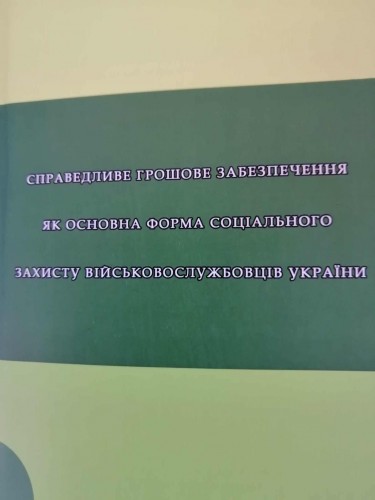 СПРАВЕДЛИВЕ ГРОШОВЕ ЗАБЕЗПЕЧЕННЯ
ЯК ОСНОВНА ФОРМА СОЦІАЛЬНОГО
ЗАХИСТУ ВІЙСЬКОВОСЛУЖБОВЦІВ УКРАЇНИ